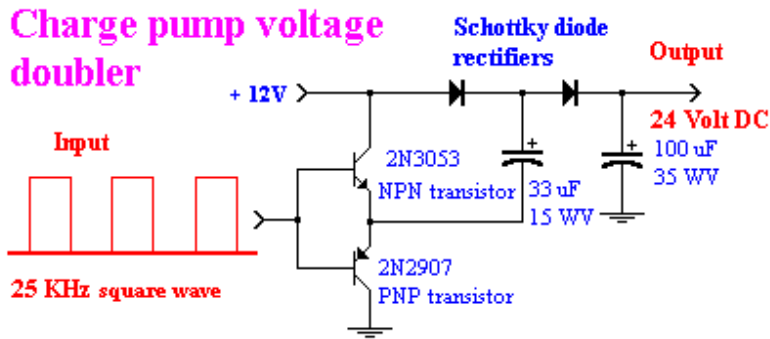 Charge pump voltage
doubler
Schottky diode
rectifiers
Output
+ 12V
24 Volt DC
Input
2N3053
NPN transistor
33 uF
15 WV
100 uF
35 WV
+
+
2N2907
PNP transistor
25 KHz square wave